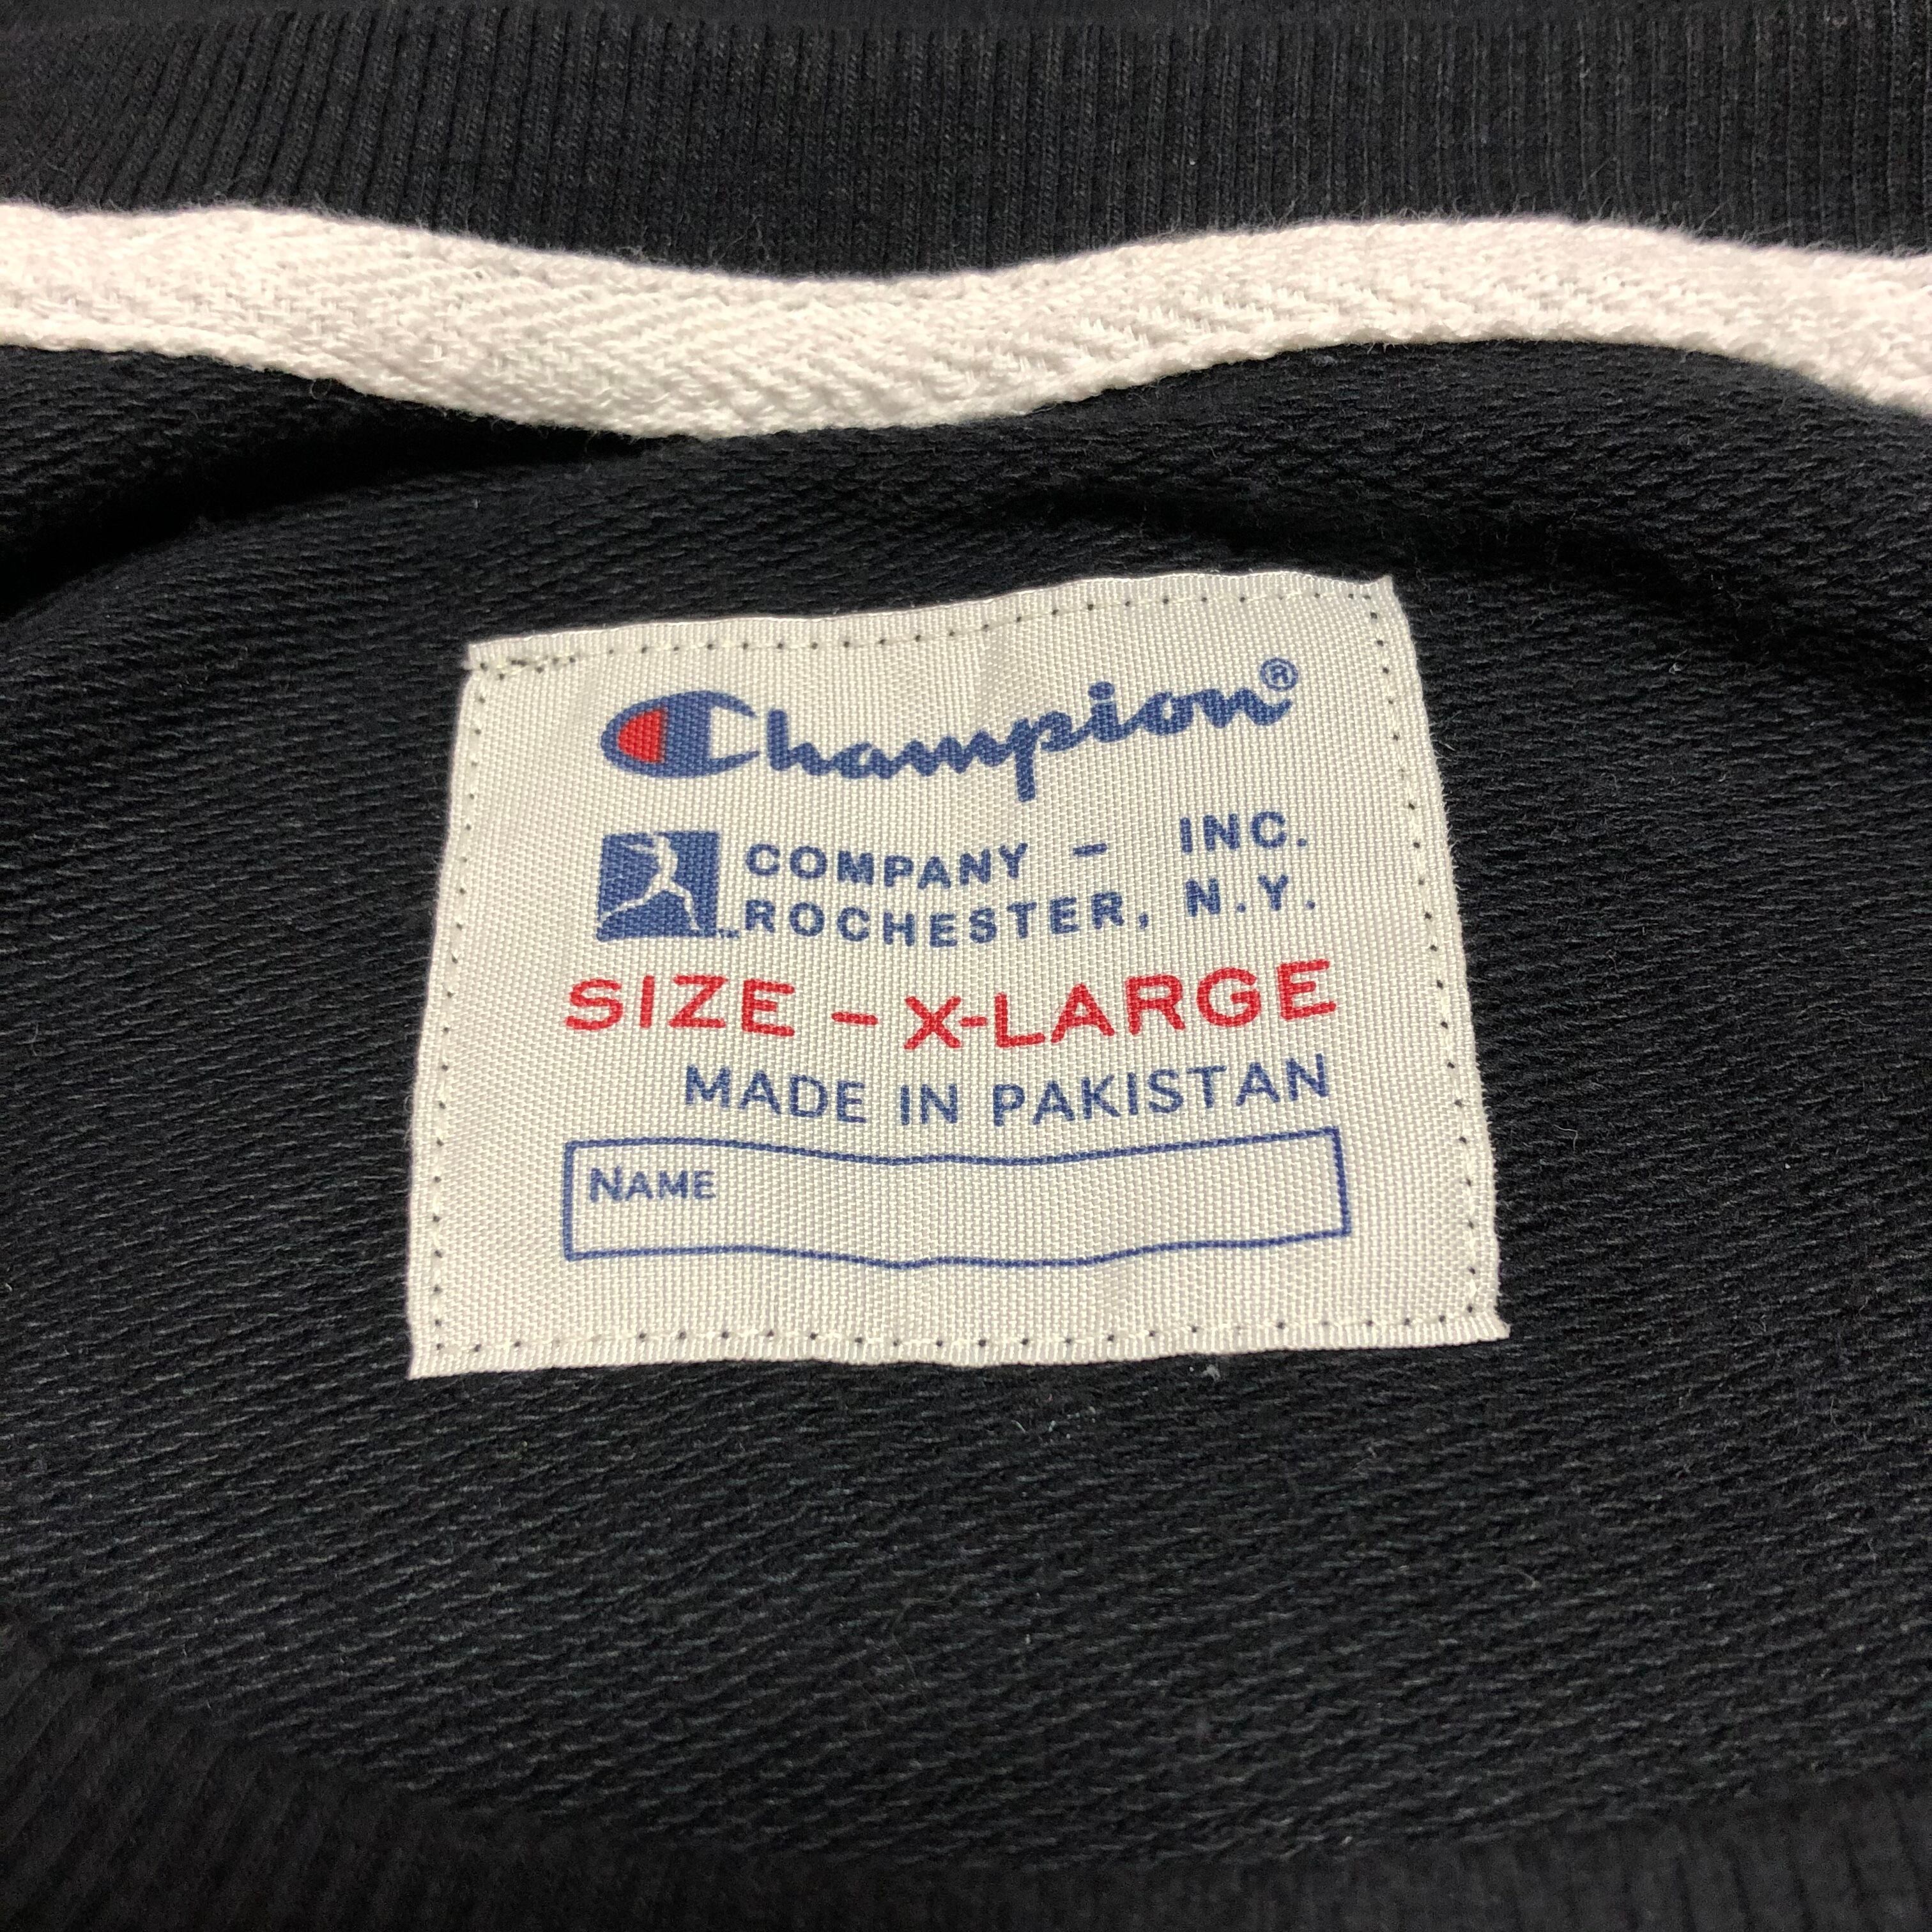 Champion®
COMPANY – INC.
ROCHESTER, N.Y.
SIZE – X-LARGE
MADE IN PAKISTAN
NAME